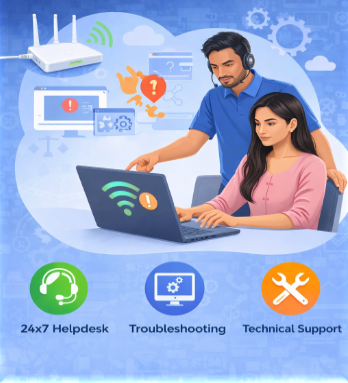 24x7 Helpdesk
Troubleshooting
Technical Support